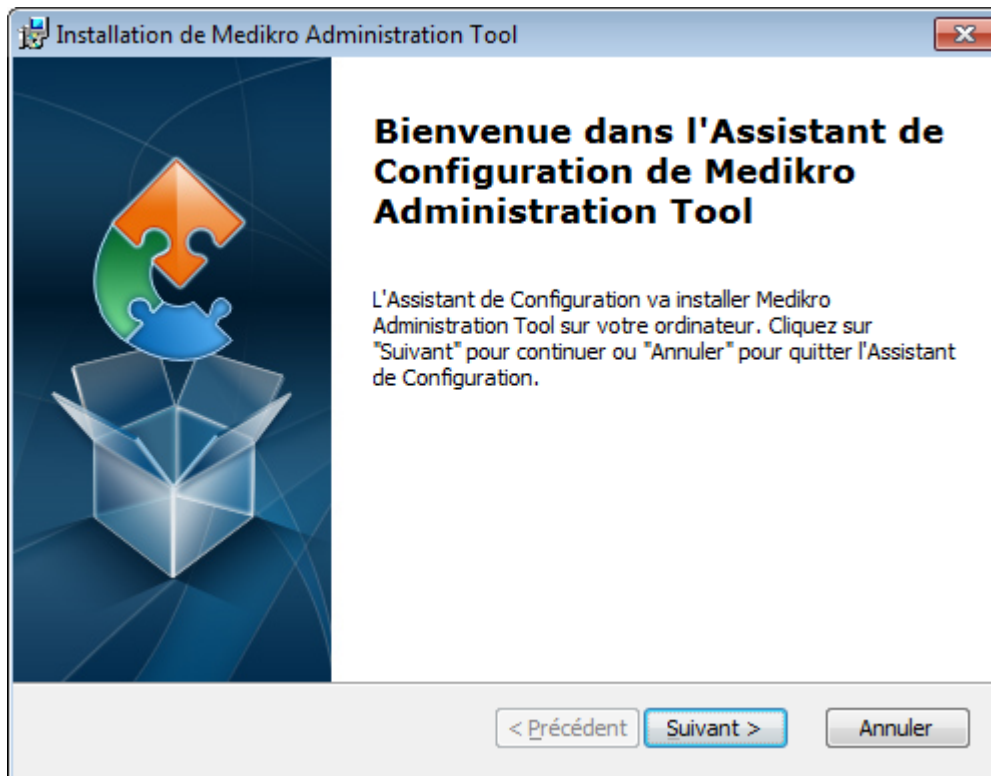 Installation de Medikro Administration Tool
Bienvenue dans l'Assistant de
Configuration de Medikro
Administration Tool
L'Assistant de Configuration va installer Medikro
Administration Tool sur votre ordinateur. Cliquez sur
"Suivant" pour continuer ou "Annuler" pour quitter l'Assistant
de Configuration.
< Précédent Suivant > Annuler